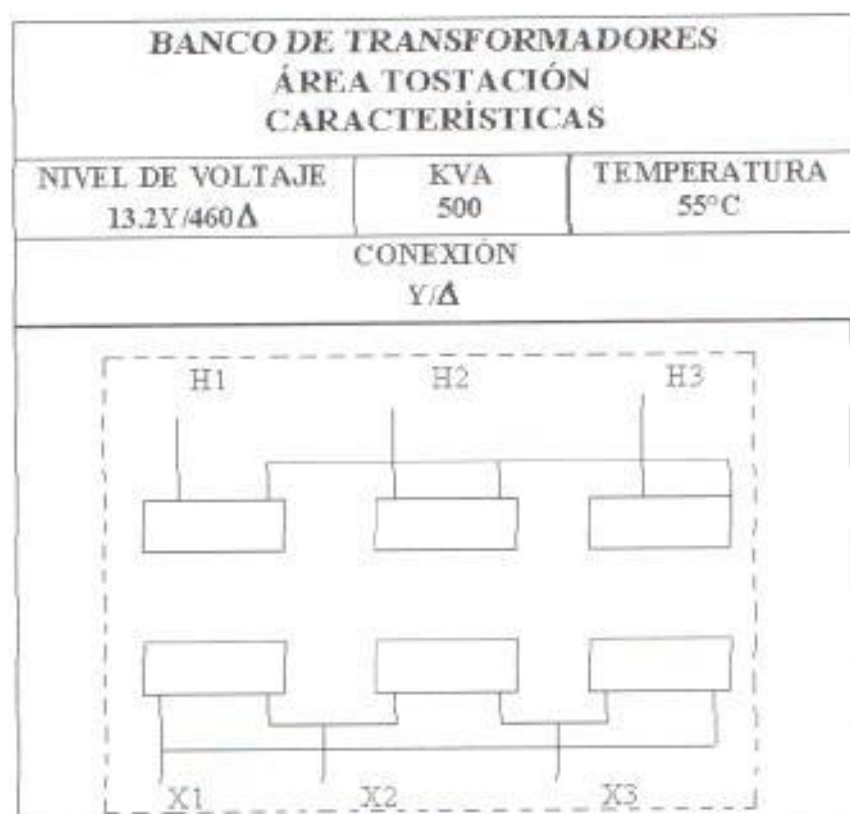 BANCO DE TRANSFORMADORES
ÁREA TOSTACIÓN
CARACTERÍSTICAS
NIVEL DE VOLTAJE
13.2Y/460Δ
KVA
500
TEMPERATURA
55°C
CONEXIÓN
Y/Δ
H1 H2 H3
X1 X2 X3